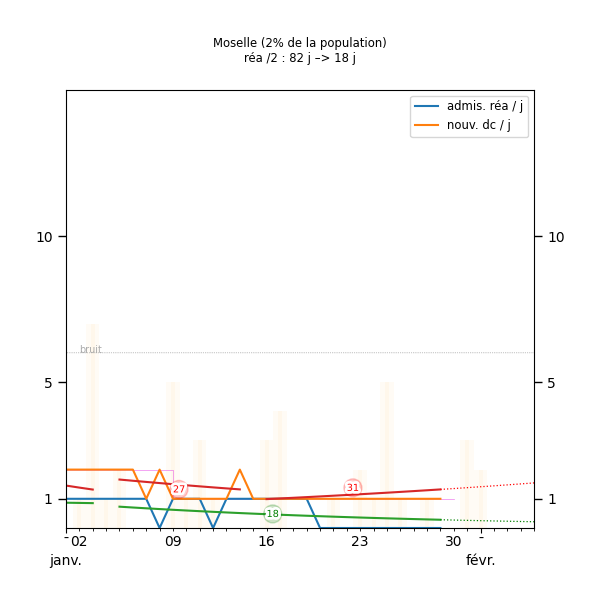 Moselle (2% de la population)
réa /2 : 82 j –> 18 j
admis. réa / j
nouv. dc / j
10
10
bruit
5
5
27
31
18
1
1
02
09
16
23
30
janv.
févr.